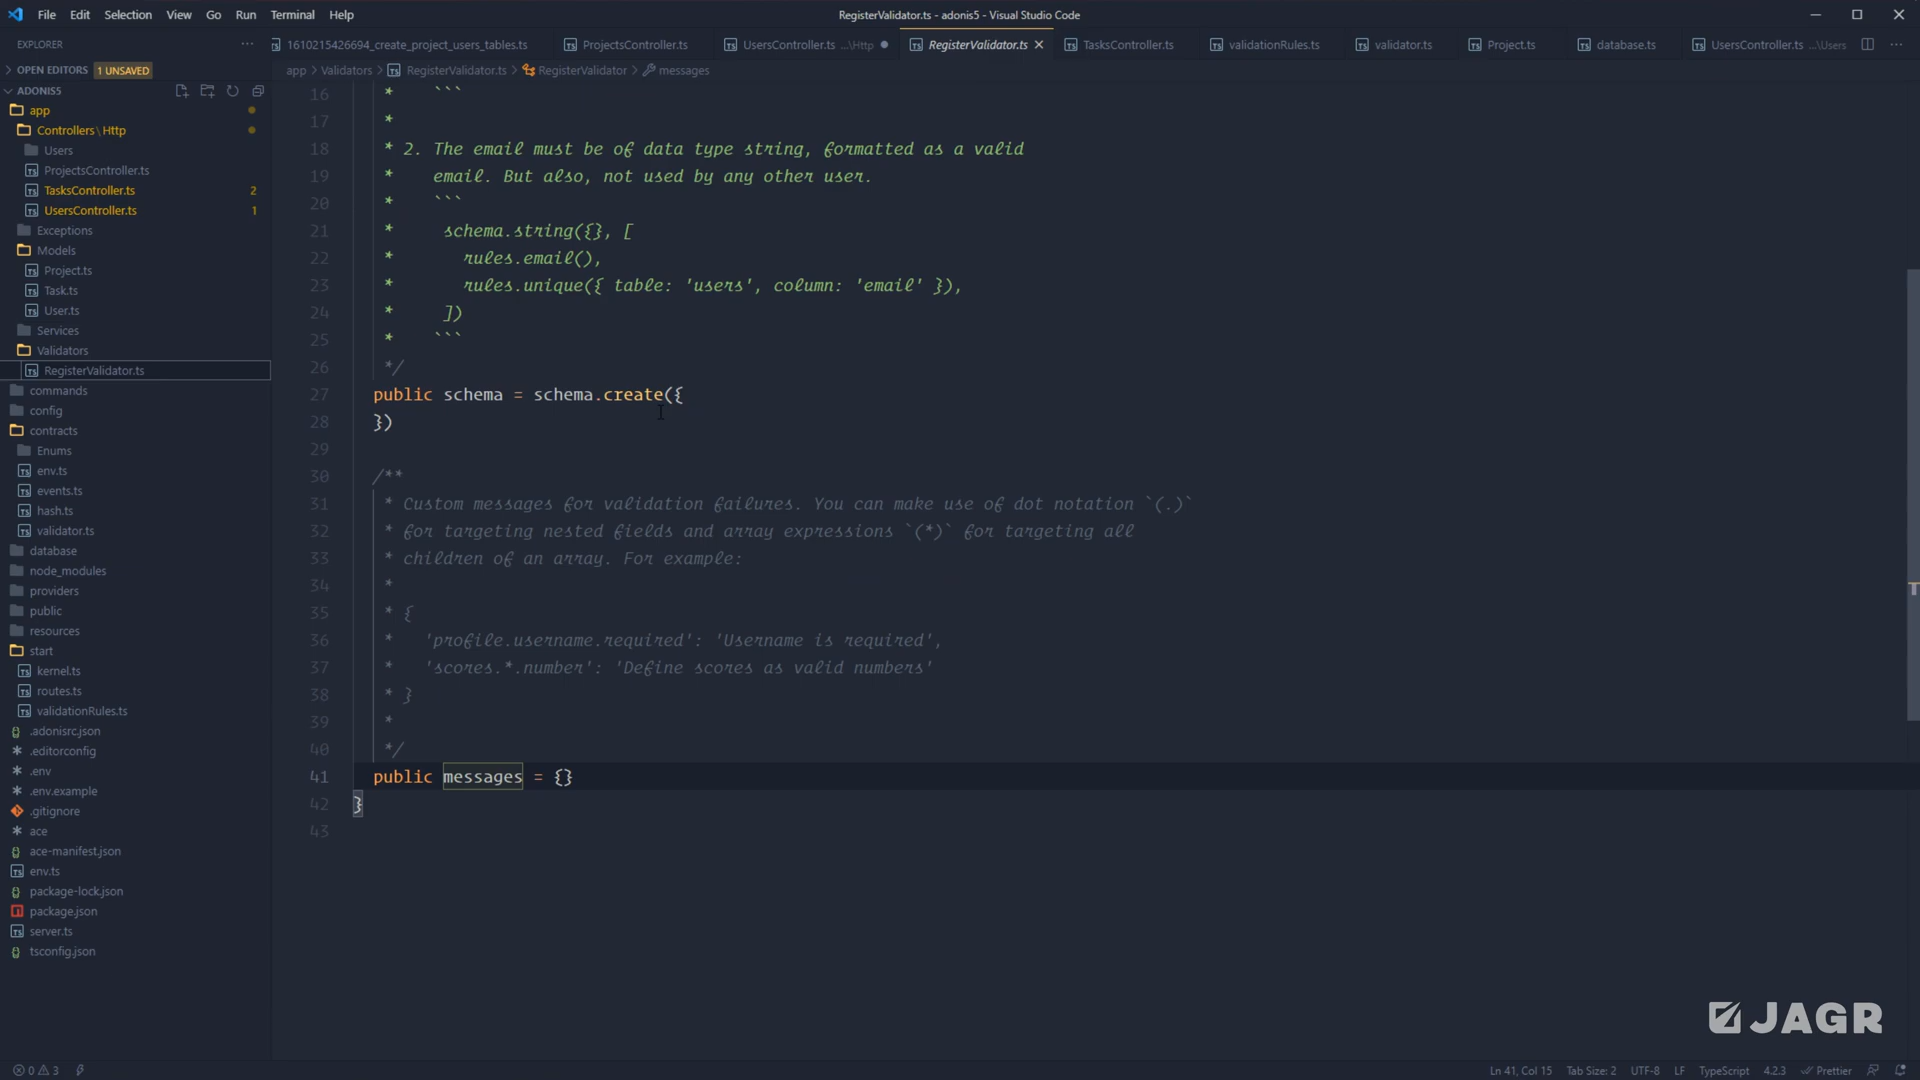 File Edit Selection View Go Run Terminal Help
RegisterValidator.ts - adonis5 - Visual Studio Code
EXPLORER
1610215426694_create_project_users_tables.ts
ProjectsController.ts
UsersController.ts ...\Http
RegisterValidator.ts
TasksController.ts
validationRules.ts
validator.ts
Project.ts
database.ts
UsersController.ts ...\Users
OPEN EDITORS 1 UNSAVED
app > Validators > RegisterValidator.ts > RegisterValidator > messages
ADONIS5
app
Controllers\Http
Users
ProjectsController.ts
TasksController.ts 2
UsersController.ts 1
Exceptions
Models
Project.ts
Task.ts
User.ts
Services
Validators
RegisterValidator.ts
commands
config
contracts
Enums
env.ts
events.ts
hash.ts
validator.ts
database
node_modules
providers
public
resources
start
kernel.ts
routes.ts
validationRules.ts
.adonisrc.json
.editorconfig
.env
.env.example
.gitignore
ace
ace-manifest.json
env.ts
package-lock.json
package.json
server.ts
tsconfig.json
16 * ```
17 *
18 * 2. The email must be of data type string, formatted as a valid
19 * email. But also, not used by any other user.
20 * ```
21 * schema.string({}, [
22 * rules.email(),
23 * rules.unique({ table: 'users', column: 'email' }),
24 * ])
25 * ```
26 */
27 public schema = schema.create({
28 })
29
30 /**
31 * Custom messages for validation failures. You can make use of dot notation `(.)`
32 * for targeting nested fields and array expressions `(*)` for targeting all
33 * children of an array. For example:
34 *
35 * {
36 * 'profile.username.required': 'Username is required',
37 * 'scores.*.number': 'Define scores as valid numbers'
38 * }
39 *
40 */
41 public messages = {}
42 }
43
JAGR
0 3
Ln 41, Col 15 Tab Size: 2 UTF-8 LF TypeScript 4.2.3 Prettier